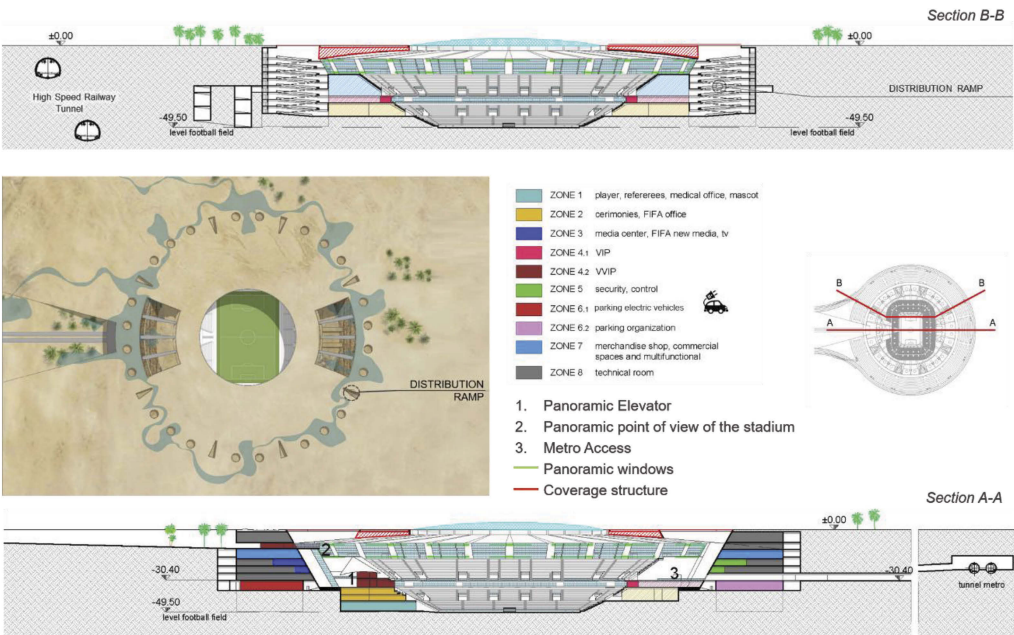 Section B-B
±0.00
±0.00
High Speed Railway
Tunnel
DISTRIBUTION RAMP
-49.50
level football field
-49.50
level football field
ZONE 1 player, refererees, medical office, mascot
ZONE 2 cerimonies, FIFA office
ZONE 3 media center, FIFA new media, tv
ZONE 4.1 VIP
ZONE 4.2 VVIP
ZONE 5 security, control
ZONE 6.1 parking electric vehicles
ZONE 6.2 parking organization
ZONE 7 merchandise shop, commercial
spaces and multifunctional
ZONE 8 technical room
B
B
A
A
DISTRIBUTION
RAMP
1. Panoramic Elevator
2. Panoramic point of view of the stadium
3. Metro Access
Panoramic windows
Coverage structure
Section A-A
±0.00
2
1
3
-30.40
-30.40
tunnel metro
-49.50
level football field